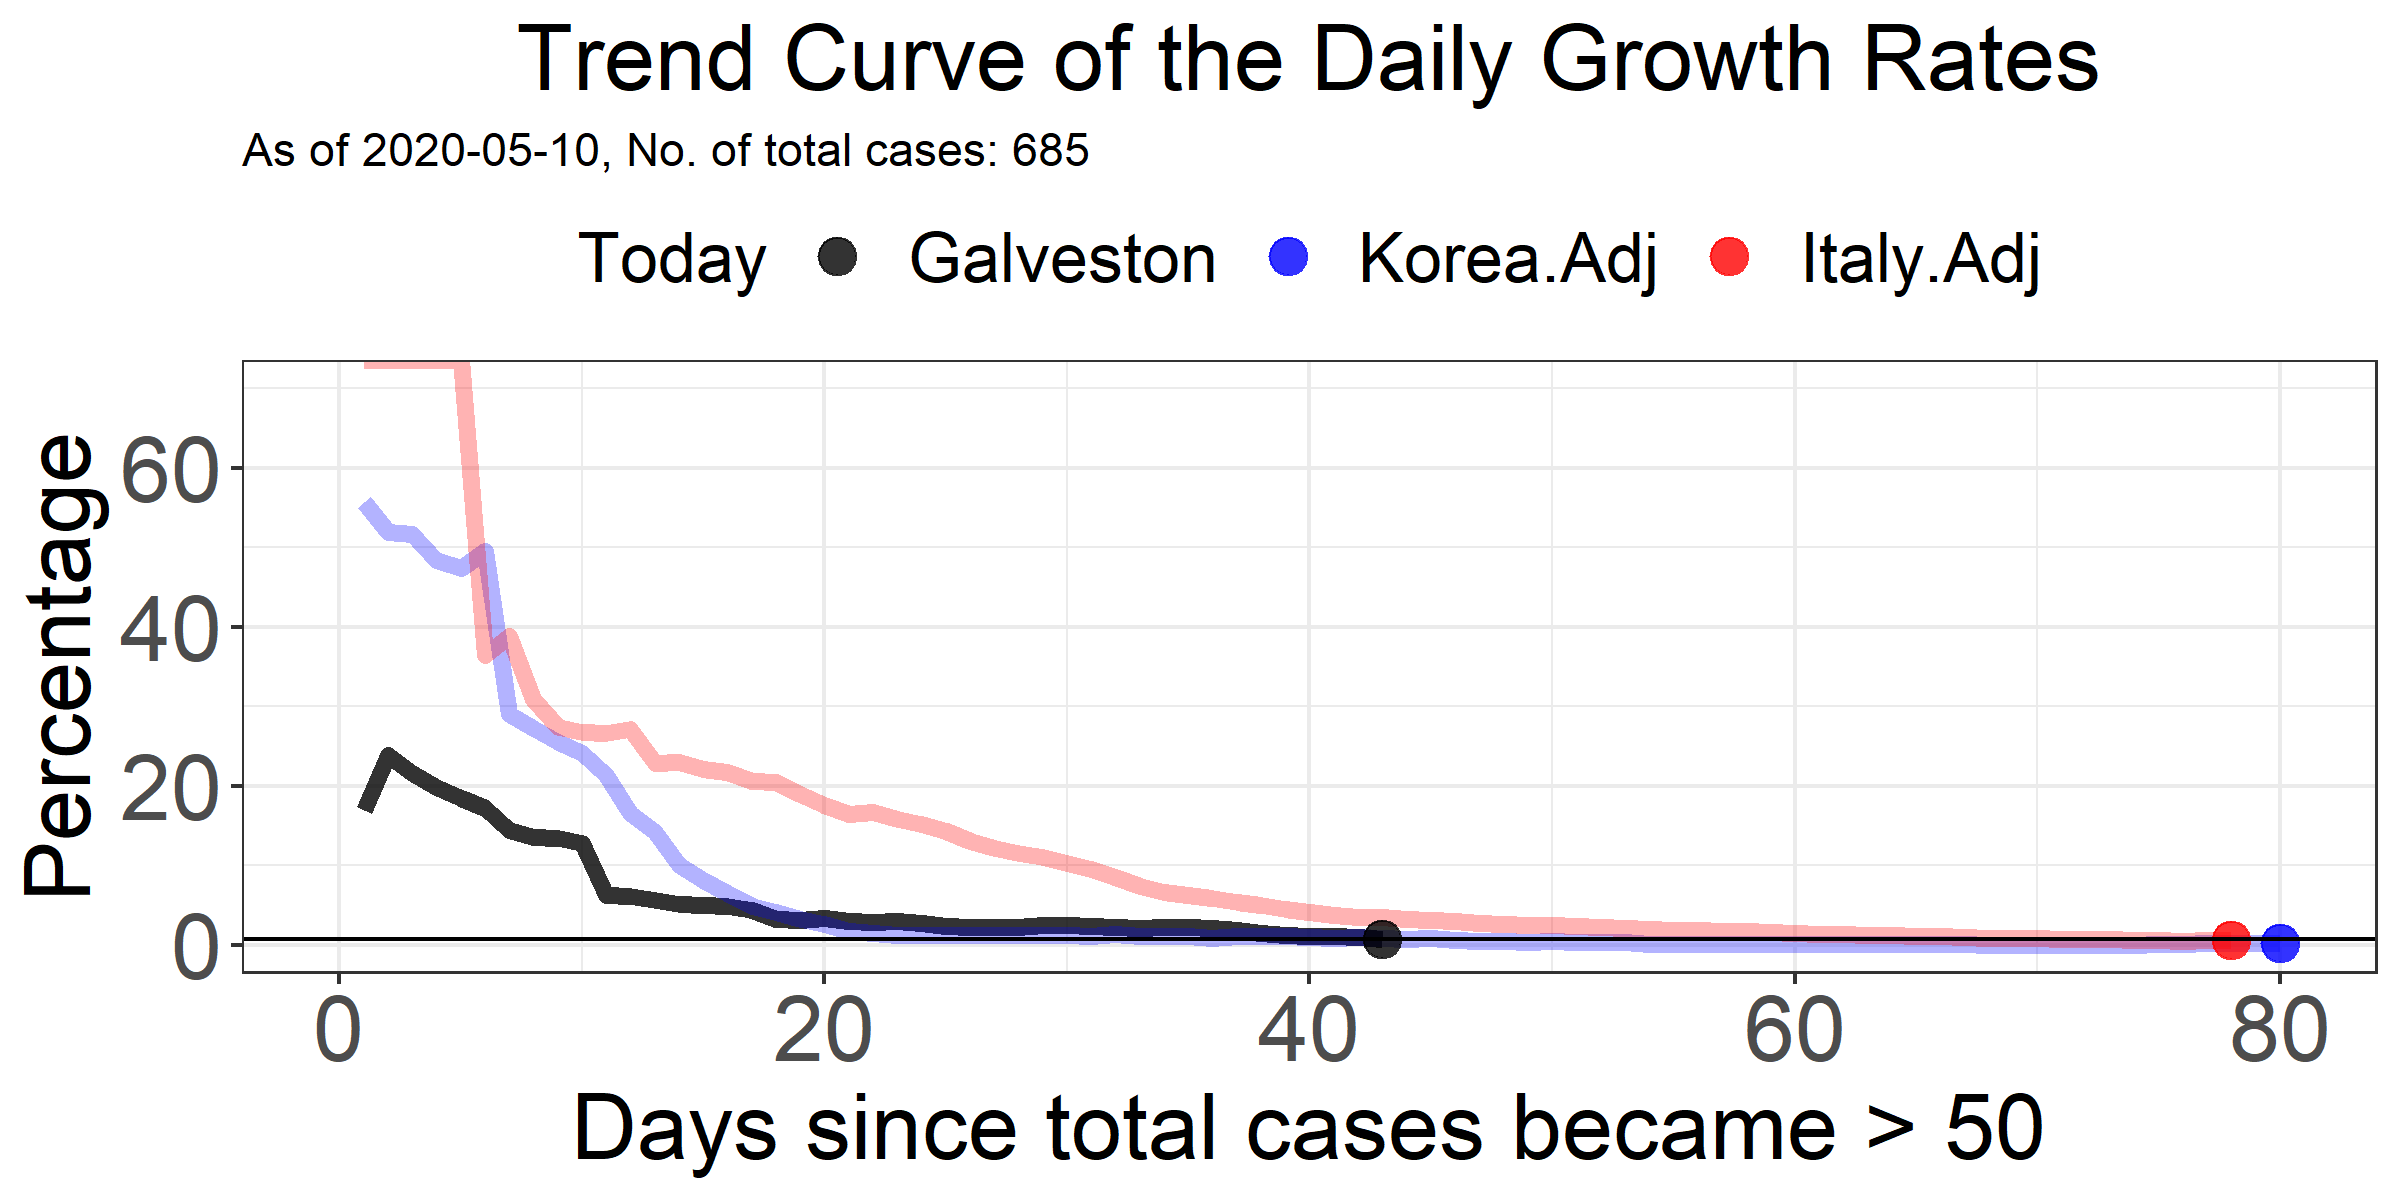 Trend Curve of the Daily Growth Rates
As of 2020-05-10, No. of total cases: 685
Today Galveston Korea.Adj Italy.Adj
Percentage
60
40
20
0
0 20 40 60 80
Days since total cases became > 50